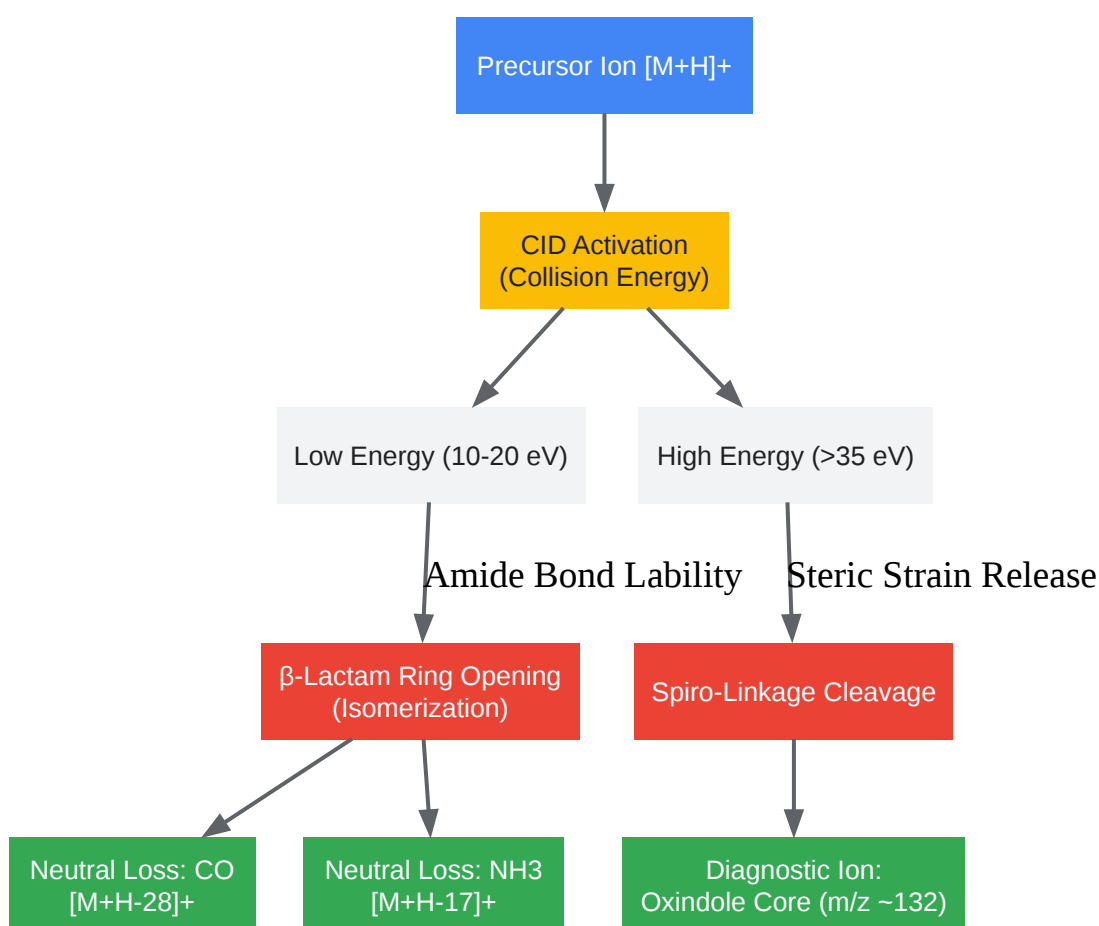 Precursor Ion [M+H]+
CID Activation
(Collision Energy)
Low Energy (10-20 eV)
High Energy (>35 eV)
Amide Bond Lability
Steric Strain Release
β-Lactam Ring Opening
(Isomerization)
Spiro-Linkage Cleavage
Neutral Loss: CO
[M+H-28]+
Neutral Loss: NH3
[M+H-17]+
Diagnostic Ion:
Oxindole Core (m/z ~132)